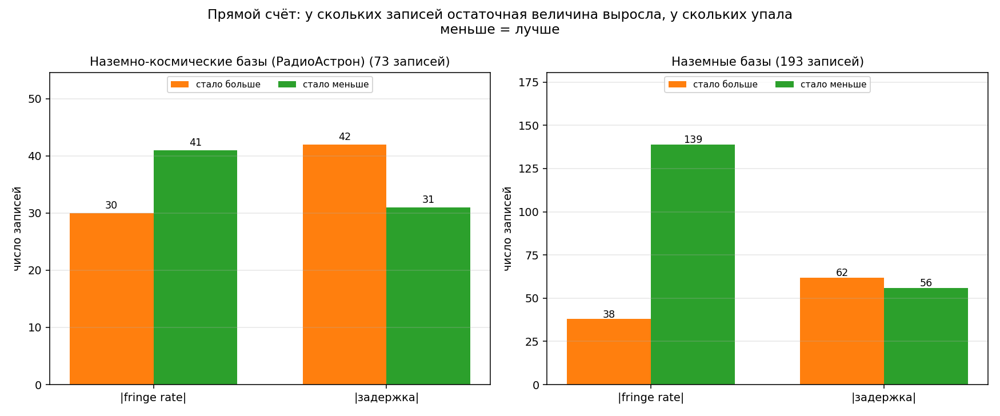 Прямой счёт: у скольких записей остаточная величина выросла, у скольких упала
меньше = лучше
Наземно-космические базы (РадиоАстрон) (73 записей)
стало больше
стало меньше
число записей
50
40
30
20
10
0
30
41
42
31
|fringe rate|
|задержка|
Наземные базы (193 записей)
стало больше
стало меньше
число записей
175
150
125
100
75
50
25
0
38
139
62
56
|fringe rate|
|задержка|